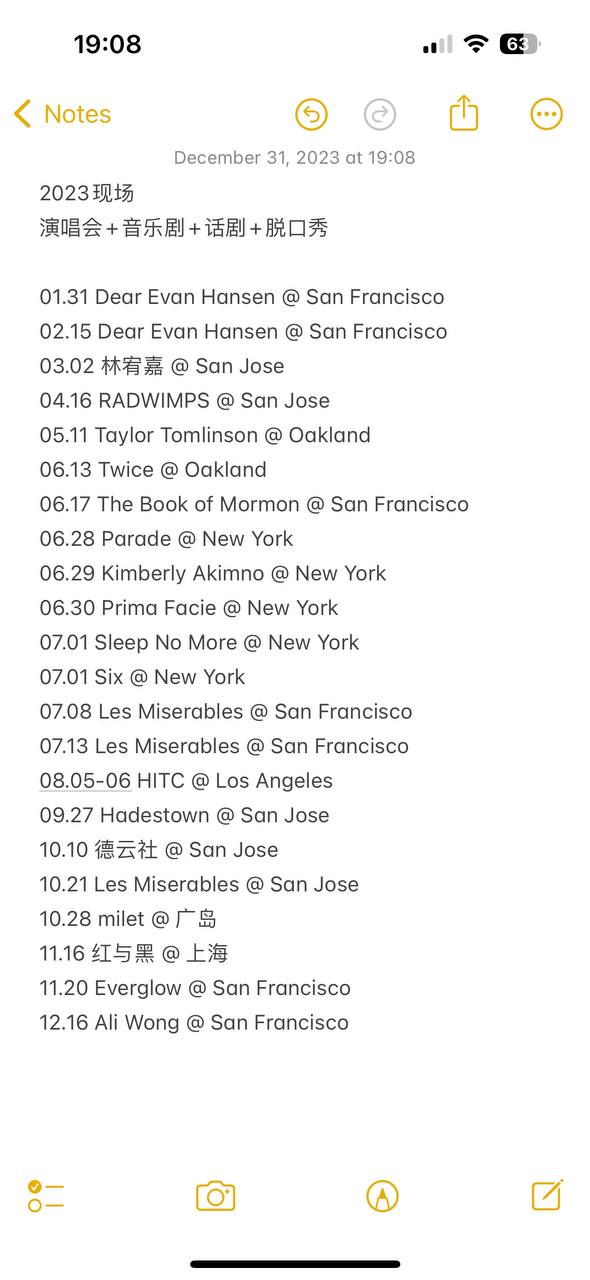 19:08
63
Notes
December 31, 2023 at 19:08
2023现场
演唱会+音乐剧+话剧+脱口秀
01.31 Dear Evan Hansen @ San Francisco
02.15 Dear Evan Hansen @ San Francisco
03.02 林宥嘉 @ San Jose
04.16 RADWIMPS @ San Jose
05.11 Taylor Tomlinson @ Oakland
06.13 Twice @ Oakland
06.17 The Book of Mormon @ San Francisco
06.28 Parade @ New York
06.29 Kimberly Akimno @ New York
06.30 Prima Facie @ New York
07.01 Sleep No More @ New York
07.01 Six @ New York
07.08 Les Miserables @ San Francisco
07.13 Les Miserables @ San Francisco
08.05-06 HITC @ Los Angeles
09.27 Hadestown @ San Jose
10.10 德云社 @ San Jose
10.21 Les Miserables @ San Jose
10.28 milet @ 广岛
11.16 红与黑 @ 上海
11.20 Everglow @ San Francisco
12.16 Ali Wong @ San Francisco